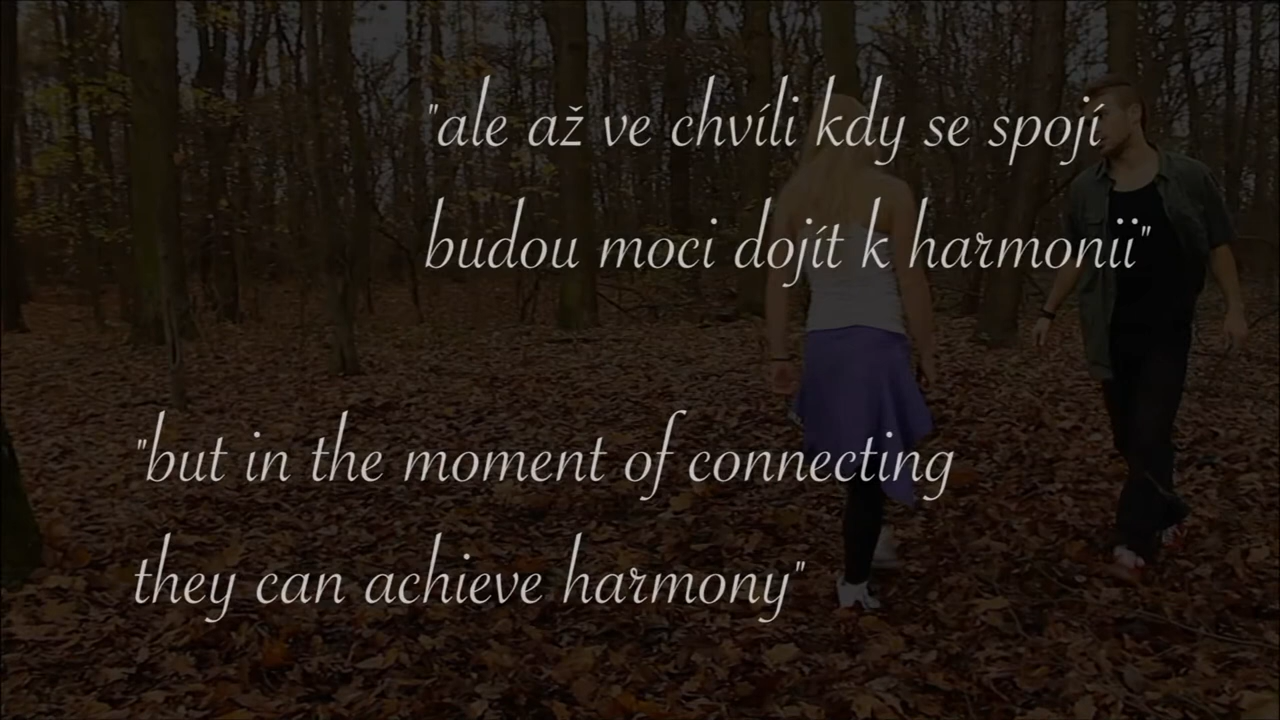 "ale až ve chvíli kdy se spojí
budou moci dojít k harmonii"
"but in the moment of connecting
they can achieve harmony"